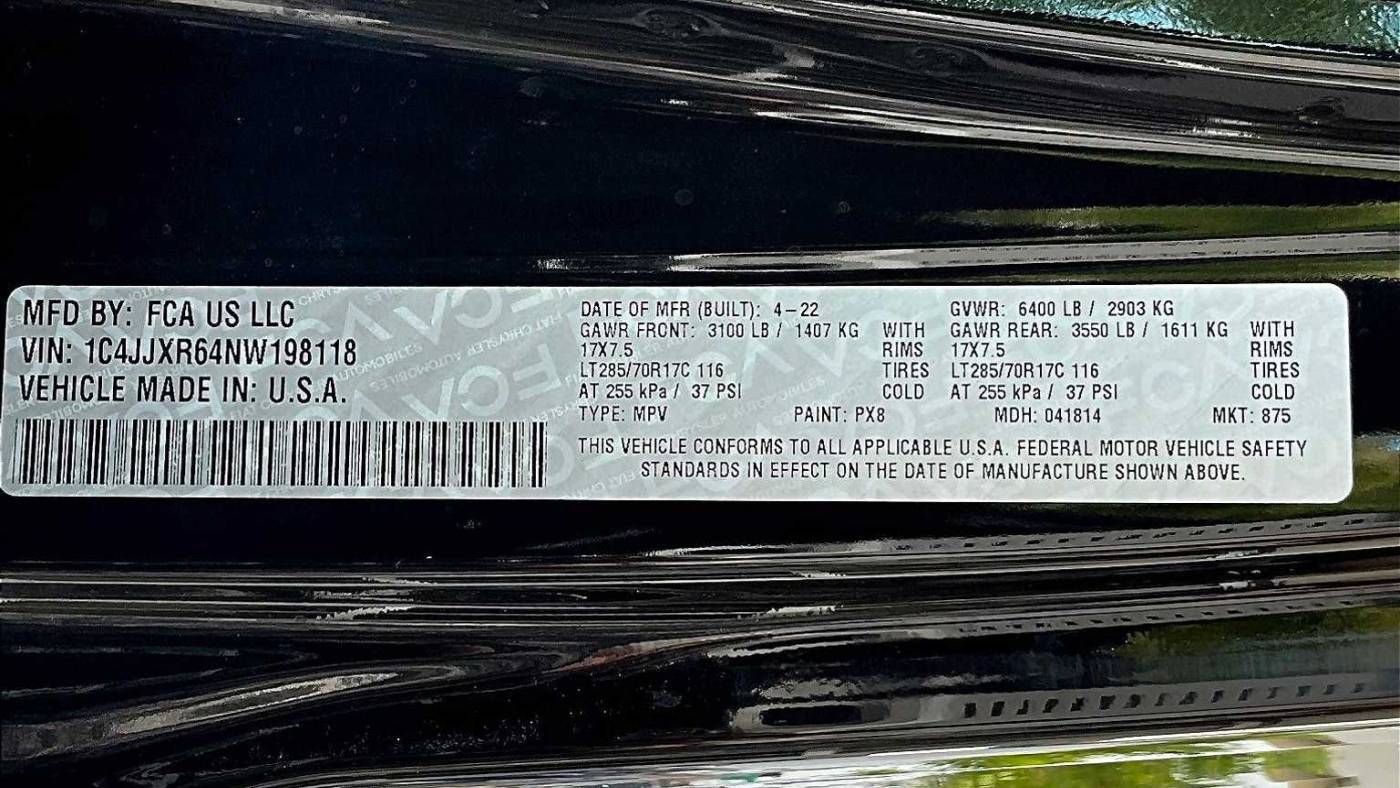 MFD BY: FCA US LLC
VIN: 1C4JJXR64NW198118
VEHICLE MADE IN: U.S.A.
DATE OF MFR (BUILT): 4-22
GAWR FRONT: 3100 LB / 1407 KG WITH
17X7.5 RIMS
LT285/70R17C 116 TIRES
AT 255 kPa / 37 PSI COLD
GVWR: 6400 LB / 2903 KG
GAWR REAR: 3550 LB / 1611 KG WITH
17X7.5 RIMS
LT285/70R17C 116 TIRES
AT 255 kPa / 37 PSI COLD
TYPE: MPV PAINT: PX8 MDH: 041814 MKT: 875
THIS VEHICLE CONFORMS TO ALL APPLICABLE U.S.A. FEDERAL MOTOR VEHICLE SAFETY
STANDARDS IN EFFECT ON THE DATE OF MANUFACTURE SHOWN ABOVE.